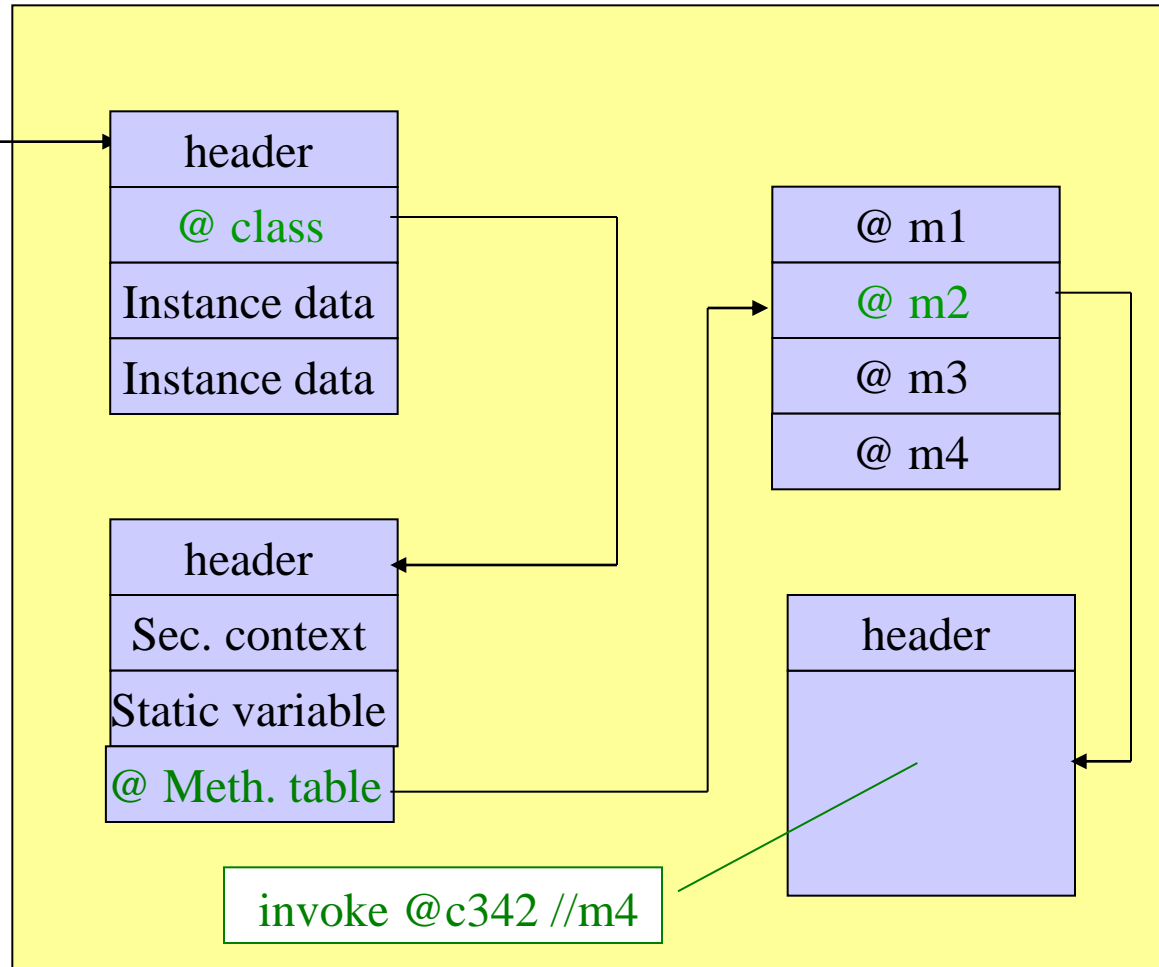 header
@ class
Instance data
Instance data
header
Sec. context
Static variable
@ Meth. table
@ m1
@ m2
@ m3
@ m4
header
invoke @c342 //m4